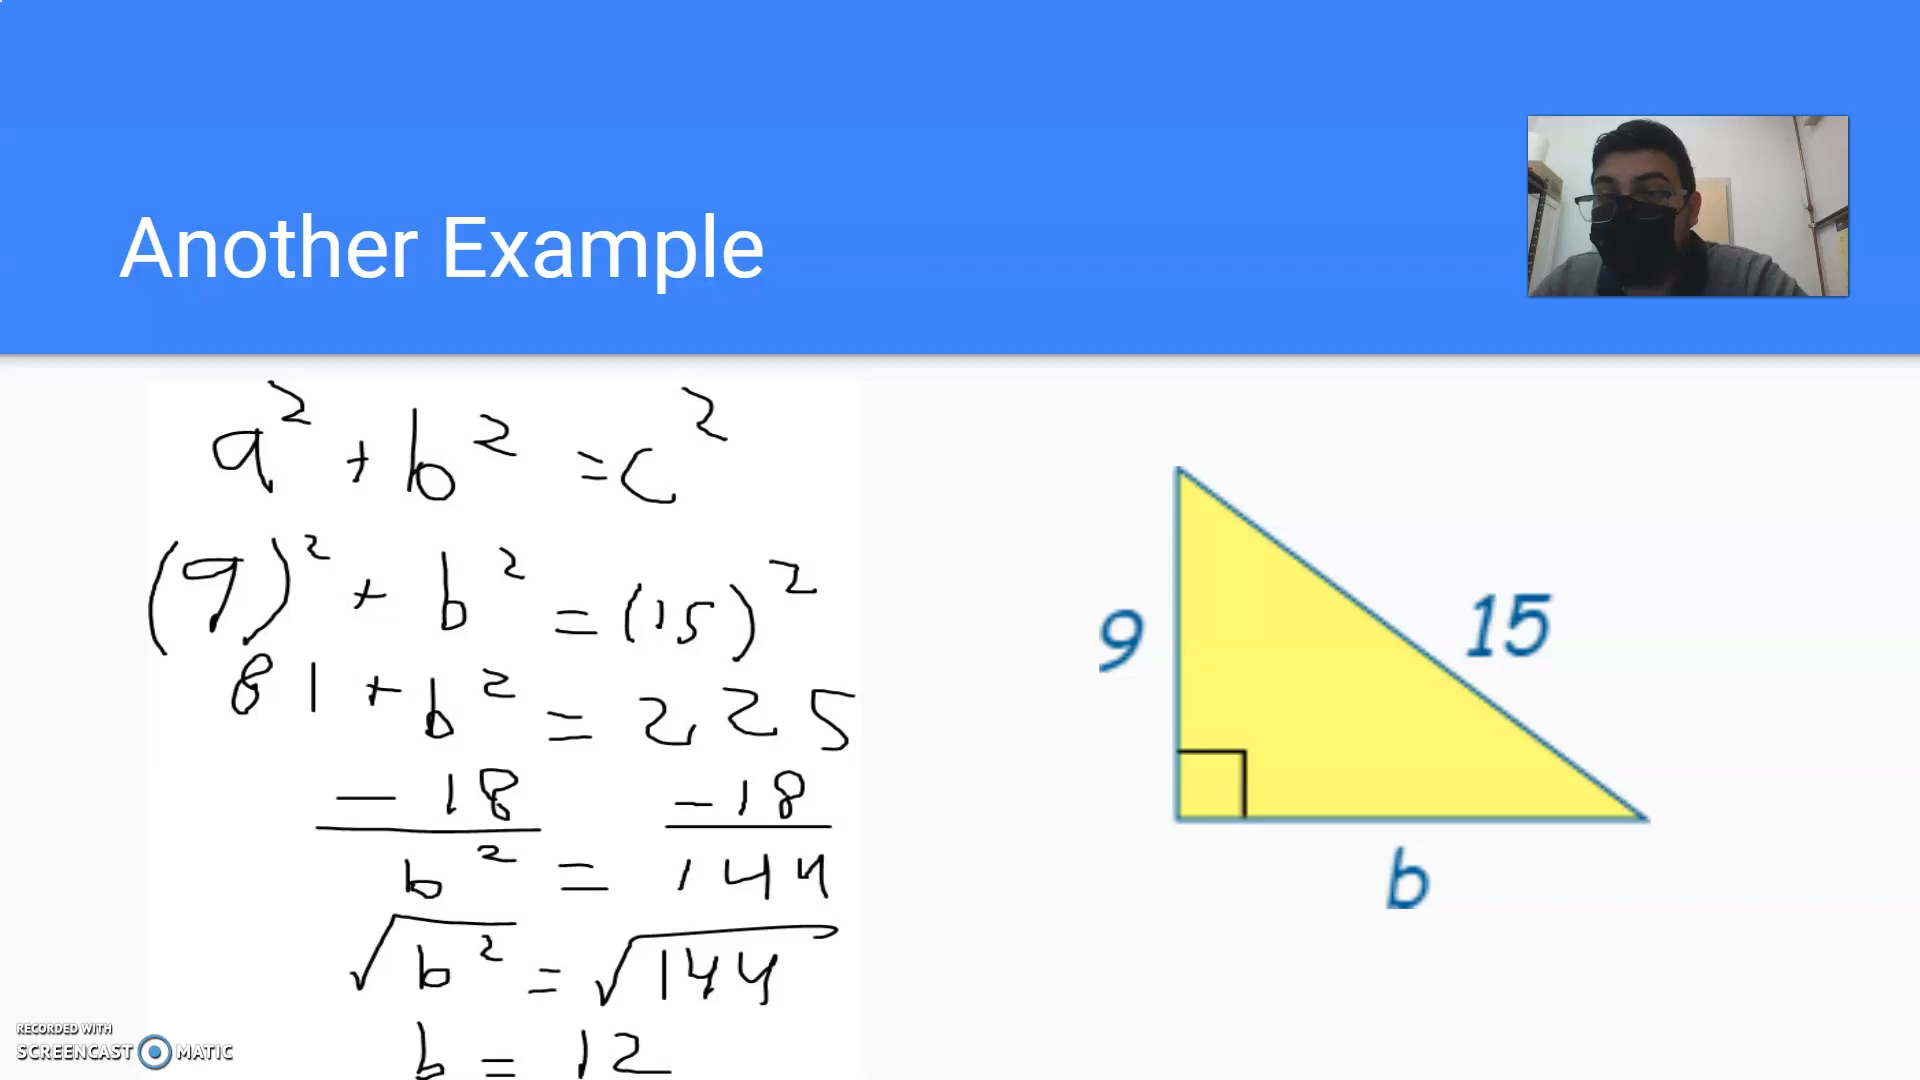 Another Example
a² + b² = c²
(9)² + b² = (15)²
81 + b² = 225
- 18 - 18
b² = 144
√b² = √144
b = 12
9
15
b
RECORDED WITH
SCREENCAST MATIC